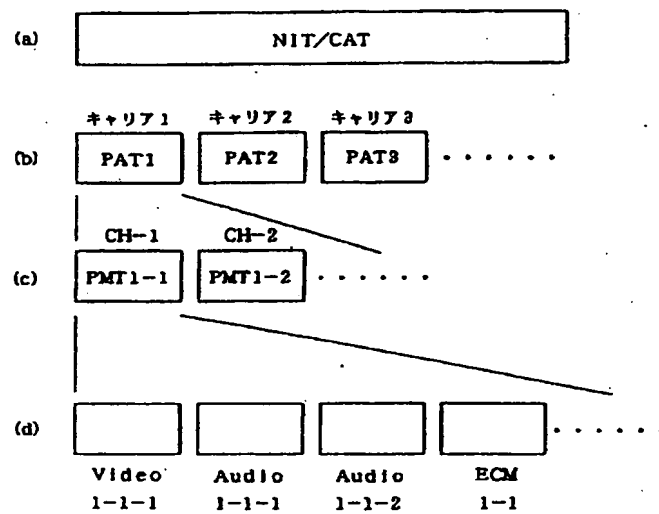 (a) NIT/CAT
キャリア1 キャリア2 キャリア3
(b) PAT1 PAT2 PAT3 ······
CH-1 CH-2
(c) PMT1-1 PMT1-2 ······
(d) ······
Video Audio Audio ECM
1-1-1 1-1-1 1-1-2 1-1